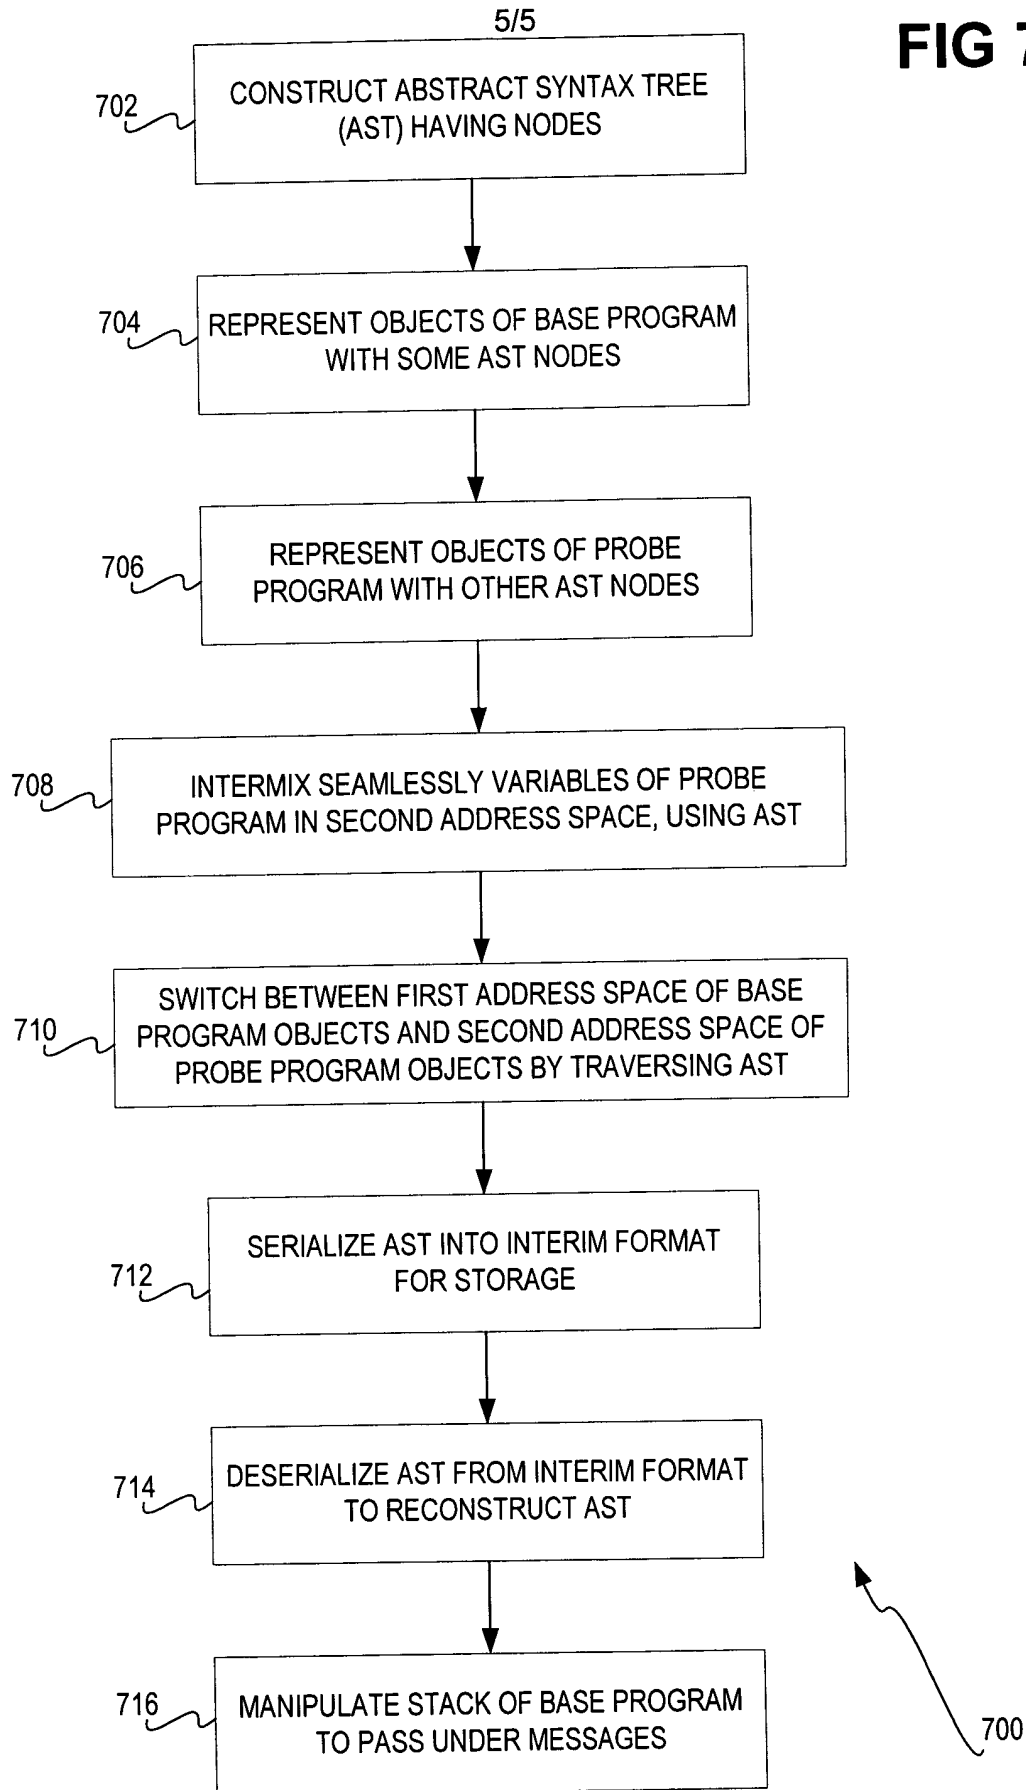 5/5
FIG 7
702
CONSTRUCT ABSTRACT SYNTAX TREE
(AST) HAVING NODES
704
REPRESENT OBJECTS OF BASE PROGRAM
WITH SOME AST NODES
706
REPRESENT OBJECTS OF PROBE
PROGRAM WITH OTHER AST NODES
708
INTERMIX SEAMLESSLY VARIABLES OF PROBE
PROGRAM IN SECOND ADDRESS SPACE, USING AST
710
SWITCH BETWEEN FIRST ADDRESS SPACE OF BASE
PROGRAM OBJECTS AND SECOND ADDRESS SPACE OF
PROBE PROGRAM OBJECTS BY TRAVERSING AST
712
SERIALIZE AST INTO INTERIM FORMAT
FOR STORAGE
714
DESERIALIZE AST FROM INTERIM FORMAT
TO RECONSTRUCT AST
716
MANIPULATE STACK OF BASE PROGRAM
TO PASS UNDER MESSAGES
700